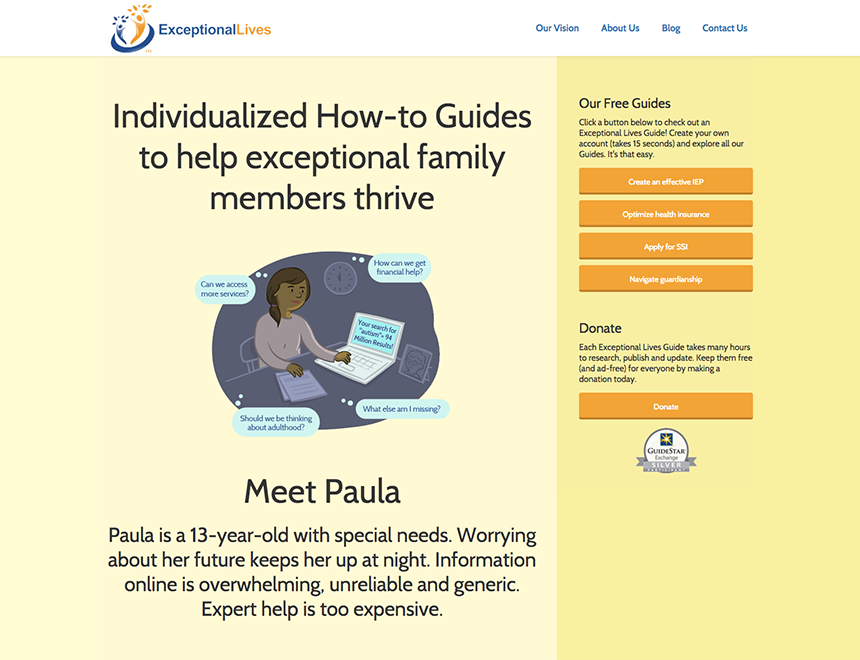 ExceptionalLives
Our Vision About Us Blog Contact Us
Individualized How-to Guides
to help exceptional family
members thrive
Can we access
more services?
How can we get
financial help?
Your search for
"autism"= 94
Million Results!
Should we be thinking
about adulthood?
What else am I missing?
Meet Paula
Paula is a 13-year-old with special needs. Worrying
about her future keeps her up at night. Information
online is overwhelming, unreliable and generic.
Expert help is too expensive.
Our Free Guides
Click a button below to check out an
Exceptional Lives Guide! Create your own
account (takes 15 seconds) and explore all our
Guides. It's that easy.
Create an effective IEP
Optimize health insurance
Apply for SSI
Navigate guardianship
Donate
Each Exceptional Lives Guide takes many hours
to research, publish and update. Keep them free
(and ad-free) for everyone by making a
donation today.
Donate
GUIDESTAR
Exchange
SILVER
PARTICIPANT